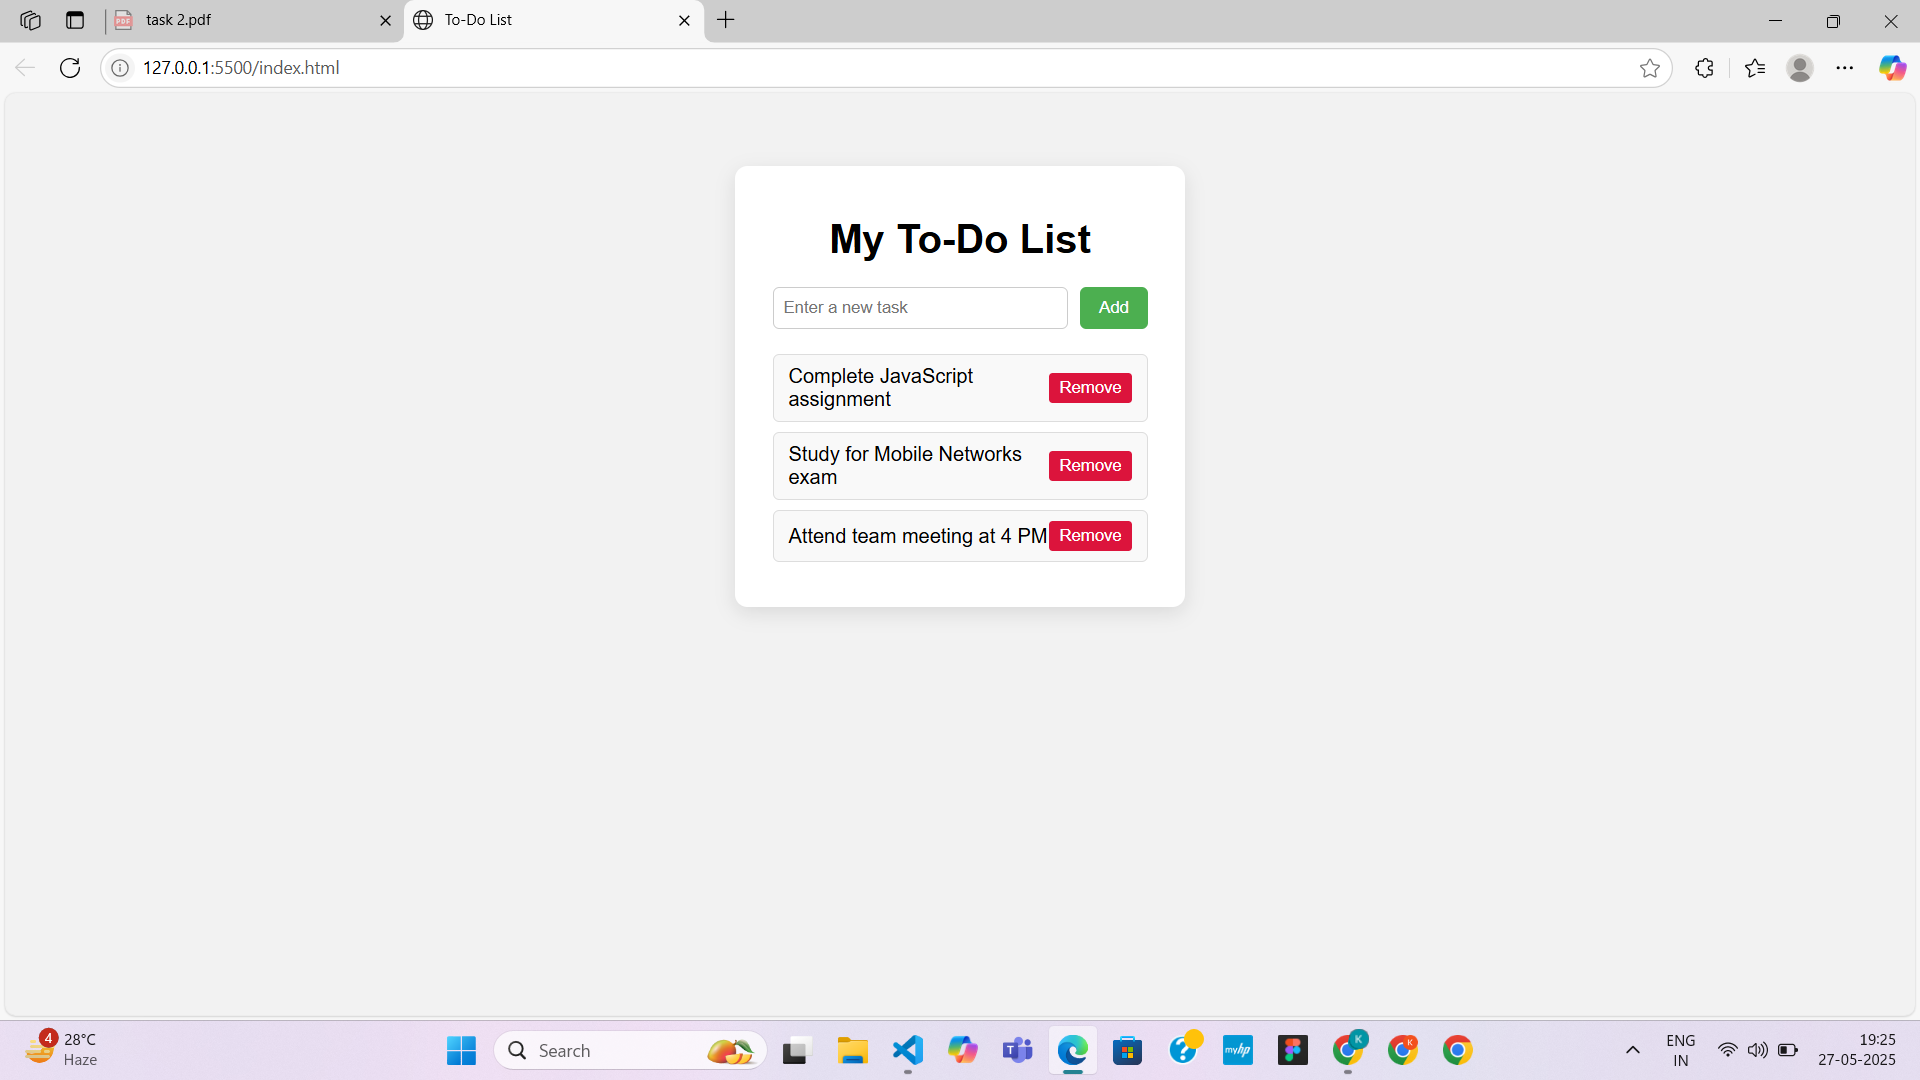 task 2.pdf
To-Do List
127.0.0.1:5500/index.html
My To-Do List
Enter a new task
Add
Complete JavaScript
assignment
Remove
Study for Mobile Networks
exam
Remove
Attend team meeting at 4 PM
Remove
4
28°C
Haze
Search
T
?
myhp
K
K
ENG
IN
19:25
27-05-2025
PDF